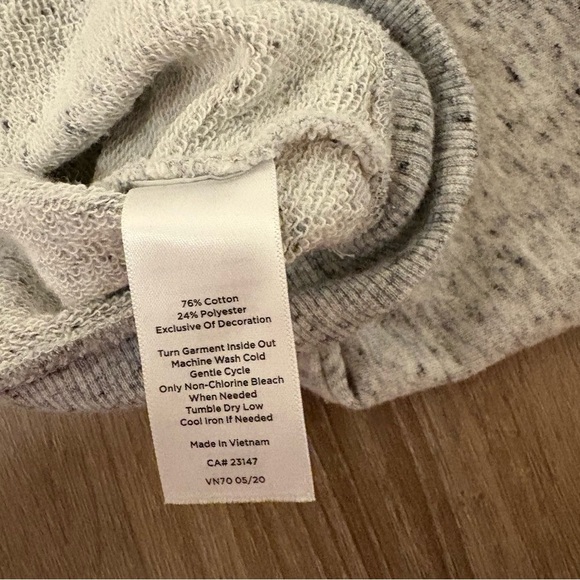 76% Cotton
24% Polyester
Exclusive Of Decoration
Turn Garment Inside Out
Machine Wash Cold
Gentle Cycle
Only Non-Chlorine Bleach
When Needed
Tumble Dry Low
Cool Iron If Needed
Made in Vietnam
CA# 23147
VN70 05/20